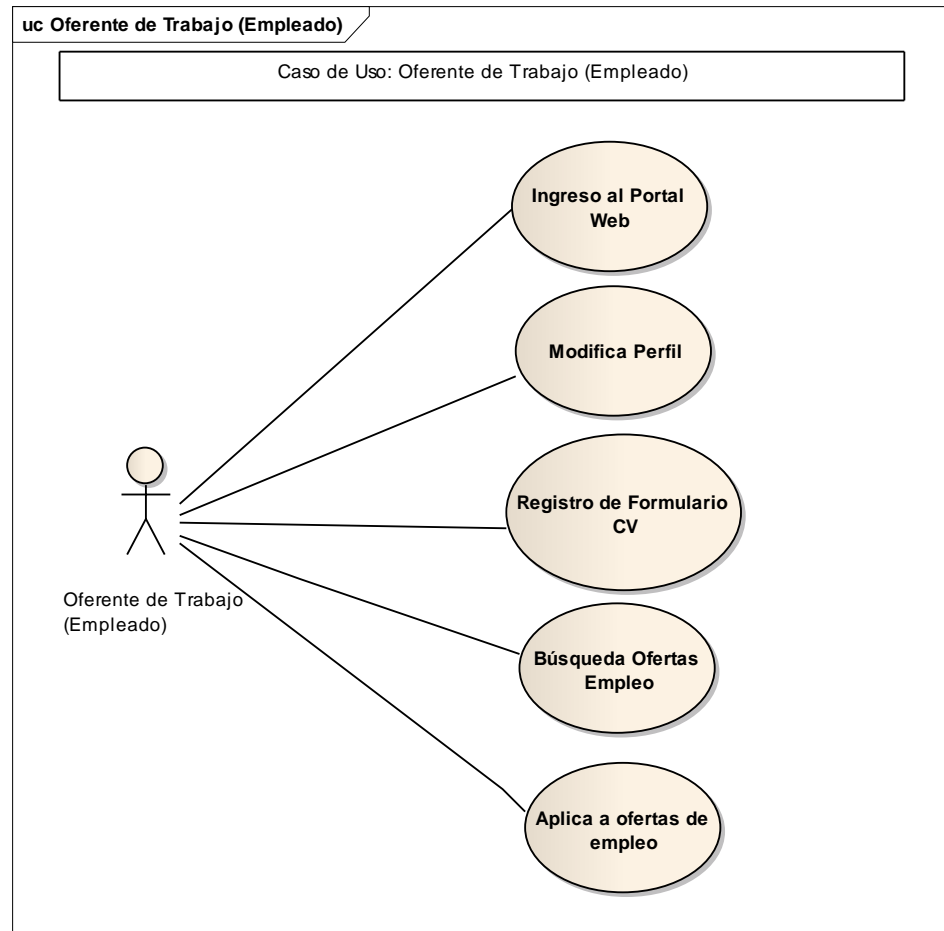 uc Oferente de Trabajo (Empleado)
Caso de Uso: Oferente de Trabajo (Empleado)
Ingreso al Portal
Web
Modifica Perfil
Registro de Formulario
CV
Oferente de Trabajo
(Empleado)
Búsqueda Ofertas
Empleo
Aplica a ofertas de
empleo